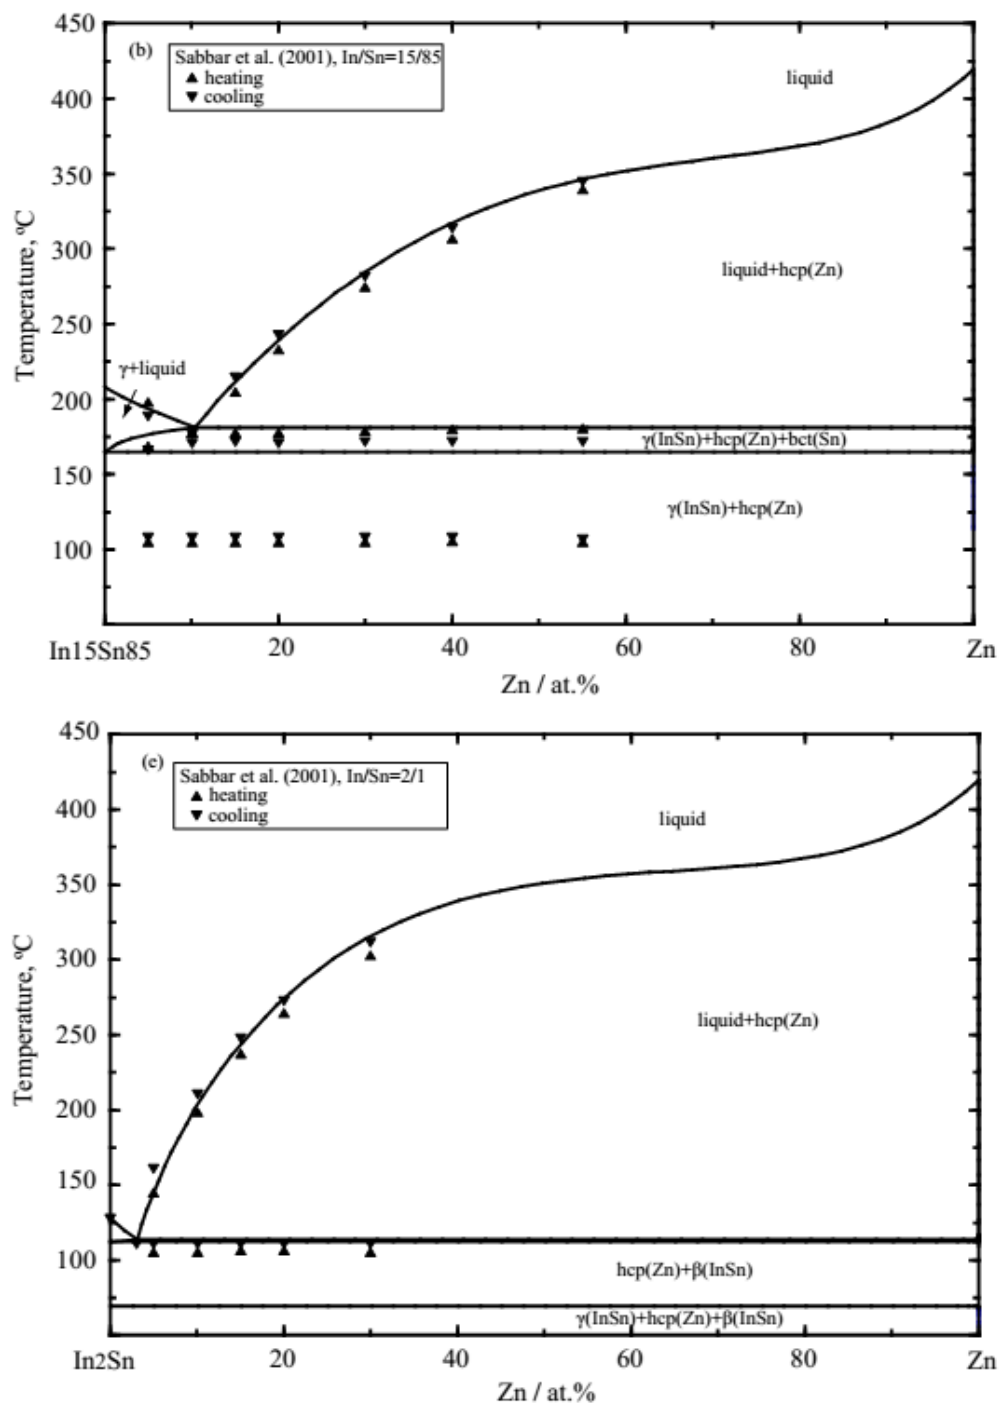 450
(b)
Sabbar et al. (2001), In/Sn=15/85
▲ heating
▼ cooling
liquid
400
350
Temperature, ºC
300
liquid+hcp(Zn)
250
γ+liquid
200
γ(InSn)+hcp(Zn)+bct(Sn)
150
γ(InSn)+hcp(Zn)
100
In15Sn85 20 40 60 80 Zn
Zn / at.%
450
(e)
Sabbar et al. (2001), In/Sn=2/1
▲ heating
▼ cooling
400
liquid
350
Temperature, ºC
300
liquid+hcp(Zn)
250
200
150
100
hcp(Zn)+β(InSn)
γ(InSn)+hcp(Zn)+β(InSn)
In2Sn 20 40 60 80 Zn
Zn / at.%